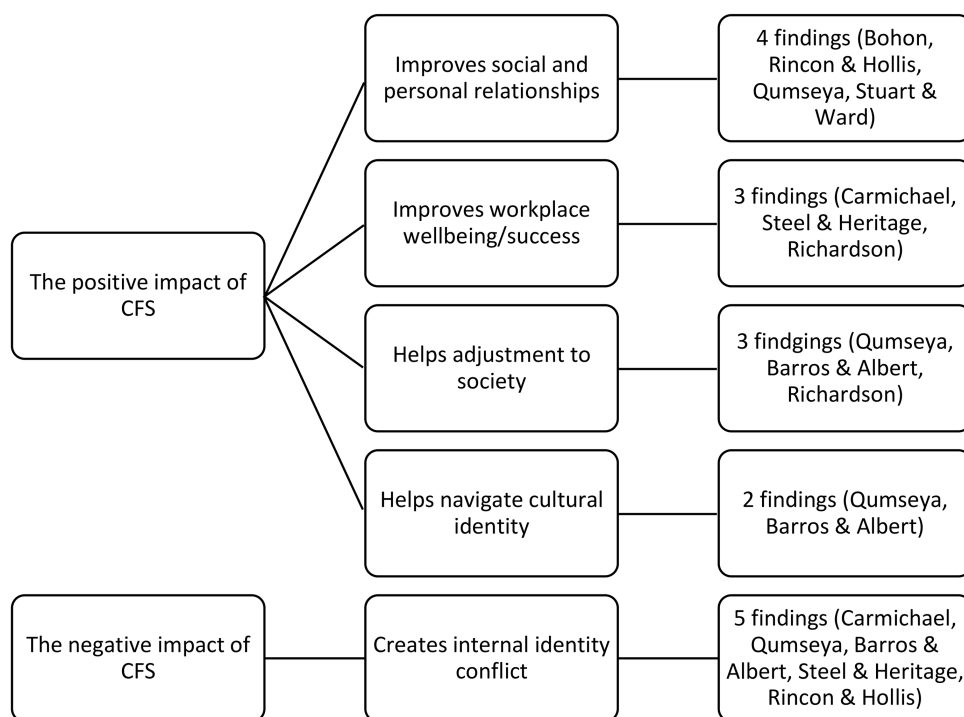 The positive impact of
CFS
Improves social and
personal relationships
4 findings (Bohon,
Rincon & Hollis,
Qumseya, Stuart &
Ward)
Improves workplace
wellbeing/success
3 findings (Carmichael,
Steel & Heritage,
Richardson)
Helps adjustment to
society
3 findgings (Qumseya,
Barros & Albert,
Richardson)
Helps navigate cultural
identity
2 findings (Qumseya,
Barros & Albert)
The negative impact of
CFS
Creates internal identity
conflict
5 findings (Carmichael,
Qumseya, Barros &
Albert, Steel & Heritage,
Rincon & Hollis)